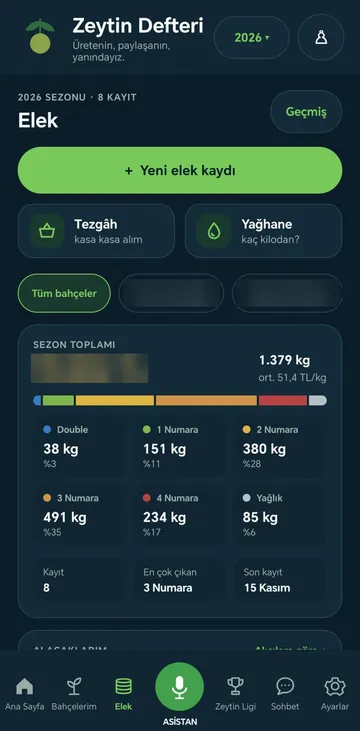 Zeytin Defteri
Üretenin, paylaşanın,
yanındayız.
2026 ▾
2026 SEZONU · 8 KAYIT
Elek
Geçmiş
+ Yeni elek kaydı
Tezgâh
kasa kasa alım
Yağhane
kaç kilodan?
Tüm bahçeler
SEZON TOPLAMI
1.379 kg
ort. 51,4 TL/kg
Double
38 kg
%3
1 Numara
151 kg
%11
2 Numara
380 kg
%28
3 Numara
491 kg
%35
4 Numara
234 kg
%17
Yağlık
85 kg
%6
Kayıt
8
En çok çıkan
3 Numara
Son kayıt
15 Kasım
Ana Sayfa
Bahçelerim
Elek
ASİSTAN
Zeytin Ligi
Sohbet
Ayarlar